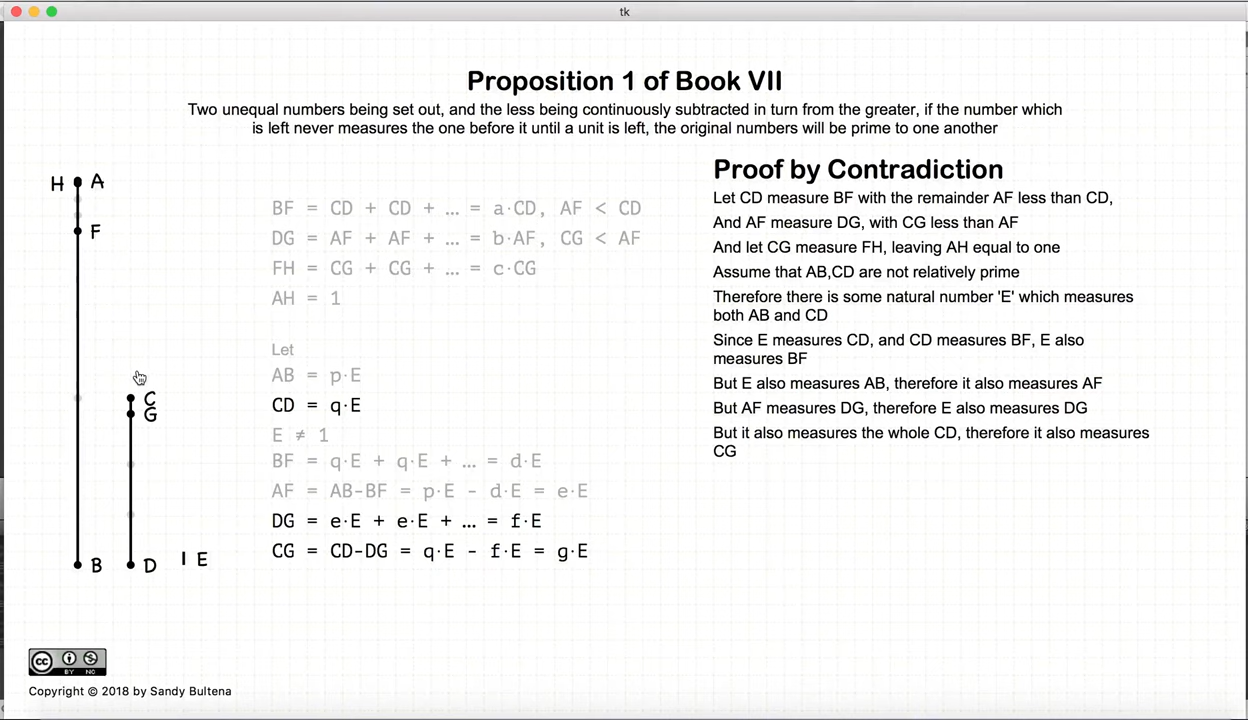 tk
Proposition 1 of Book VII
Two unequal numbers being set out, and the less being continuously subtracted in turn from the greater, if the number which
is left never measures the one before it until a unit is left, the original numbers will be prime to one another
H A
F
C
G
B D I E
BF = CD + CD + ... = a·CD, AF < CD
DG = AF + AF + ... = b·AF, CG < AF
FH = CG + CG + ... = c·CG
AH = 1
Let
AB = p·E
CD = q·E
E ≠ 1
BF = q·E + q·E + ... = d·E
AF = AB-BF = p·E - d·E = e·E
DG = e·E + e·E + ... = f·E
CG = CD-DG = q·E - f·E = g·E
Proof by Contradiction
Let CD measure BF with the remainder AF less than CD,
And AF measure DG, with CG less than AF
And let CG measure FH, leaving AH equal to one
Assume that AB,CD are not relatively prime
Therefore there is some natural number 'E' which measures
both AB and CD
Since E measures CD, and CD measures BF, E also
measures BF
But E also measures AB, therefore it also measures AF
But AF measures DG, therefore E also measures DG
But it also measures the whole CD, therefore it also measures
CG
cc
BY NC
Copyright © 2018 by Sandy Bultena